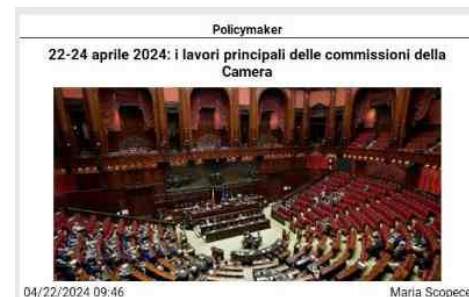 Policymaker
22-24 aprile 2024: i lavori principali delle commissioni della
Camera
04/22/2024 09:46
Maria Scopece